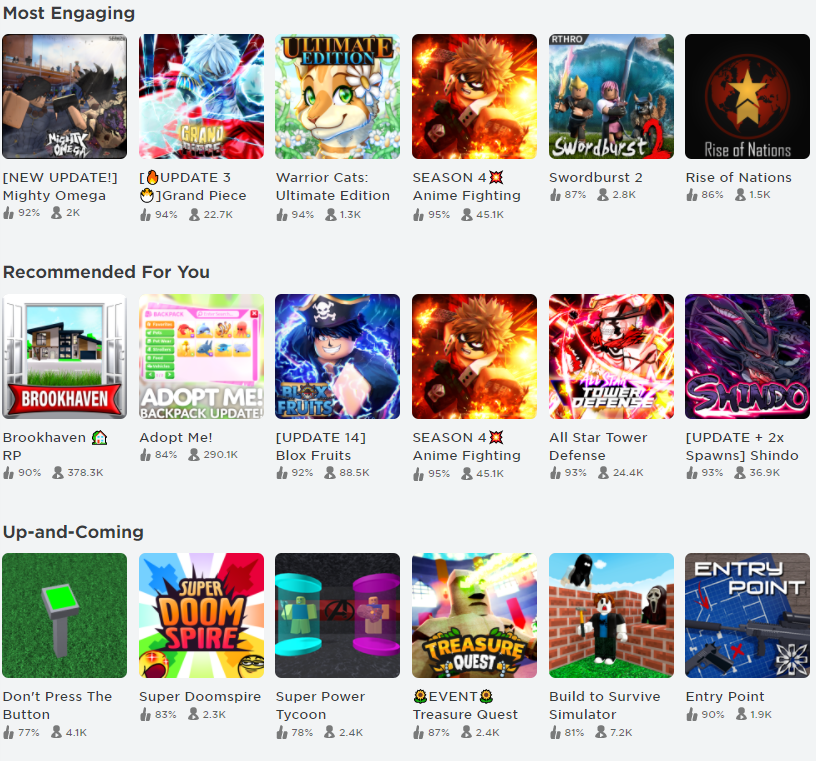 Most Engaging
MIGHTY OMEGA
GRAND PIECE
ULTIMATE EDITION
RTHRO
Swordburst 2
Rise of Nations
[NEW UPDATE!] Mighty Omega
92% 2K
[🔥UPDATE 3 🐣]Grand Piece
94% 22.7K
Warrior Cats: Ultimate Edition
94% 1.3K
SEASON 4💥 Anime Fighting
95% 45.1K
Swordburst 2
87% 2.8K
Rise of Nations
86% 1.5K
Recommended For You
BROOKHAVEN
BACKPACK
ADOPT ME!
BACKPACK UPDATE!
BLOX FRUITS
ALL STAR TOWER DEFENSE
SHINDO
Brookhaven 🏡 RP
90% 378.3K
Adopt Me!
84% 290.1K
[UPDATE 14] Blox Fruits
92% 88.5K
SEASON 4💥 Anime Fighting
95% 45.1K
All Star Tower Defense
93% 24.4K
[UPDATE + 2x Spawns] Shindo
93% 36.9K
Up-and-Coming
SUPER DOOM SPIRE
TREASURE QUEST
ENTRY POINT
Don't Press The Button
77% 4.1K
Super Doomspire
83% 2.3K
Super Power Tycoon
78% 2.4K
🌻EVENT🌻 Treasure Quest
87% 2.4K
Build to Survive Simulator
81% 7.2K
Entry Point
90% 1.9K